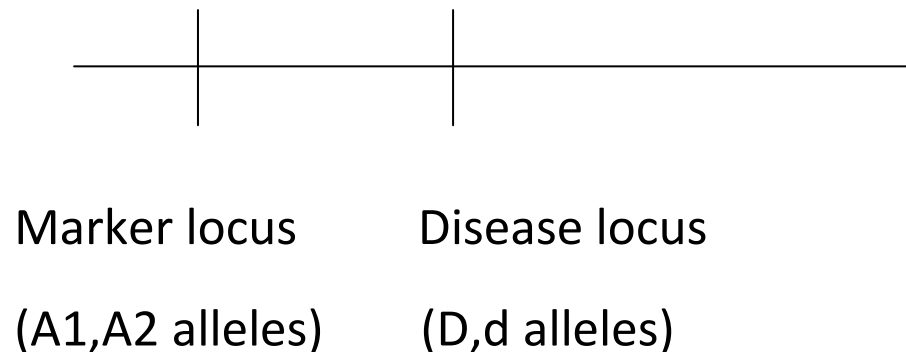 Marker locus Disease locus
(A1,A2 alleles) (D,d alleles)